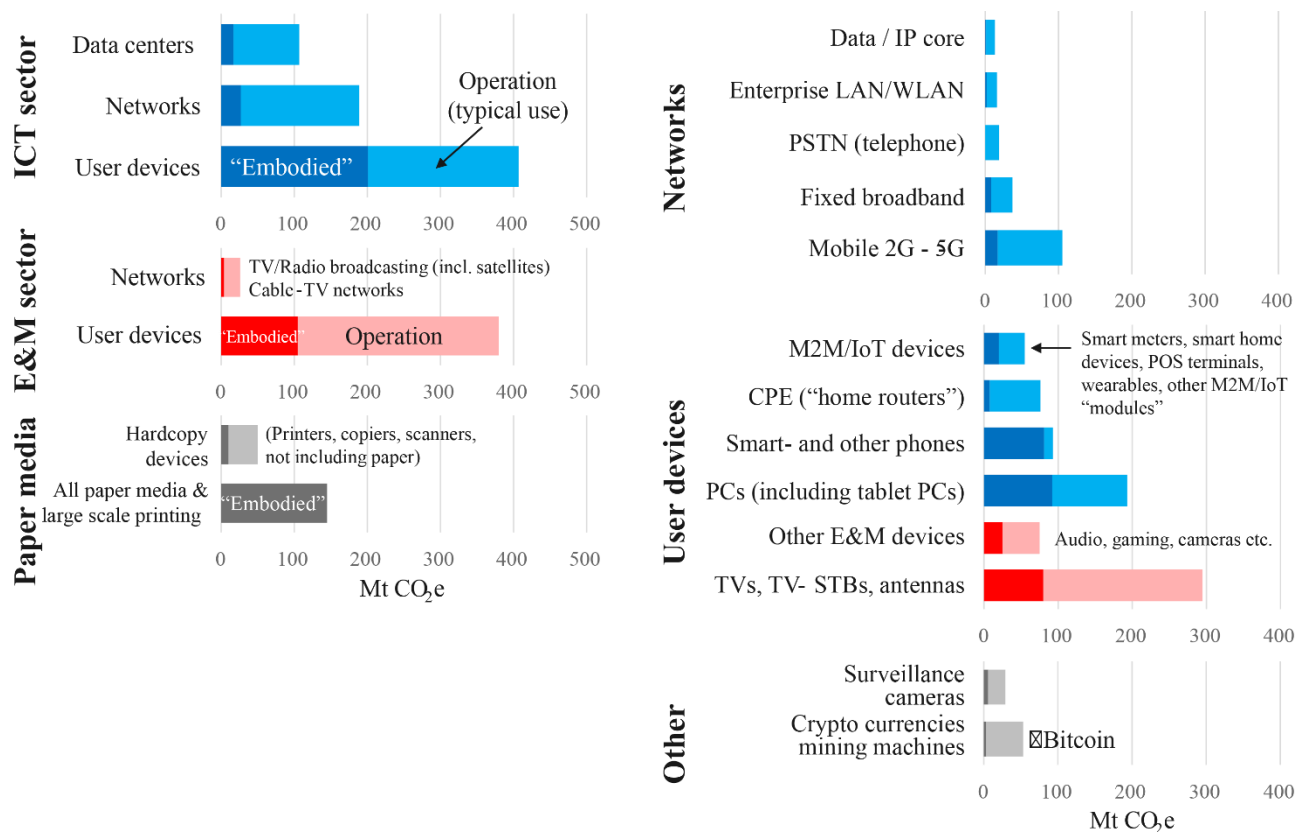 ICT sector
Data centers
Networks
User devices
"Embodied"
Operation
(typical use)
0 100 200 300 400 500
E&M sector
Networks
TV/Radio broadcasting (incl. satellites)
Cable-TV networks
User devices
"Embodied"
Operation
0 100 200 300 400 500
Paper media
Hardcopy
devices
(Printers, copiers, scanners,
not including paper)
All paper media &
large scale printing
"Embodied"
0 100 200 300 400 500
Mt CO₂e
Networks
Data / IP core
Enterprise LAN/WLAN
PSTN (telephone)
Fixed broadband
Mobile 2G - 5G
0 100 200 300 400
User devices
M2M/IoT devices
Smart meters, smart home
devices, POS terminals,
wearables, other M2M/IoT
"modules"
CPE ("home routers")
Smart- and other phones
PCs (including tablet PCs)
Other E&M devices
Audio, gaming, cameras etc.
TVs, TV- STBs, antennas
0 100 200 300 400
Other
Surveillance
cameras
Crypto currencies
mining machines
Bitcoin
0 100 200 300 400
Mt CO₂e